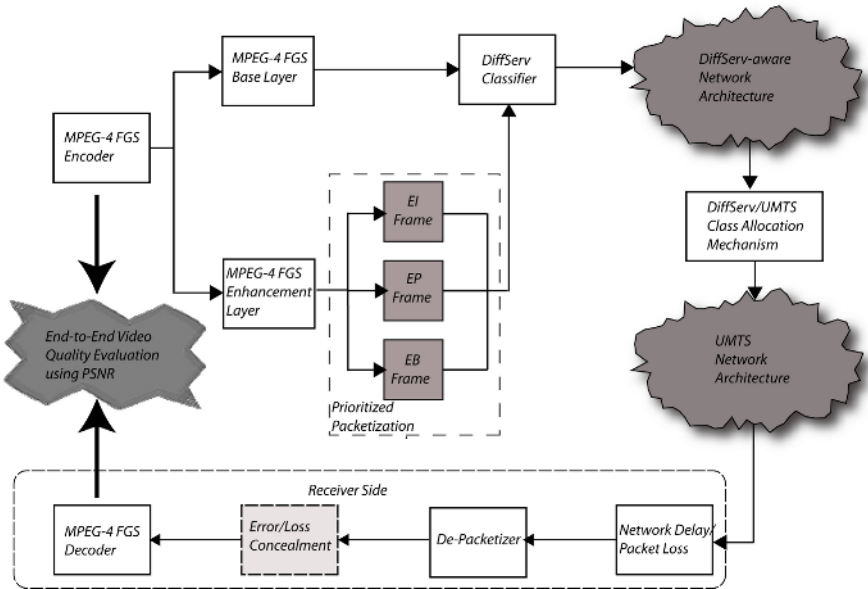 MPEG-4 FGS
Base Layer
DiffServ
Classifier
DiffServ-aware
Network
Architecture
MPEG-4 FGS
Encoder
EI
Frame
DiffServ/UMTS
Class Allocation
Mechanism
MPEG-4 FGS
Enhancement
Layer
EP
Frame
End-to-End Video
Quality Evaluation
using PSNR
UMTS
Network
Architecture
EB
Frame
Prioritized
Packetization
Receiver Side
MPEG-4 FGS
Decoder
Error/Loss
Concealment
De-Packetizer
Network Delay/
Packet Loss